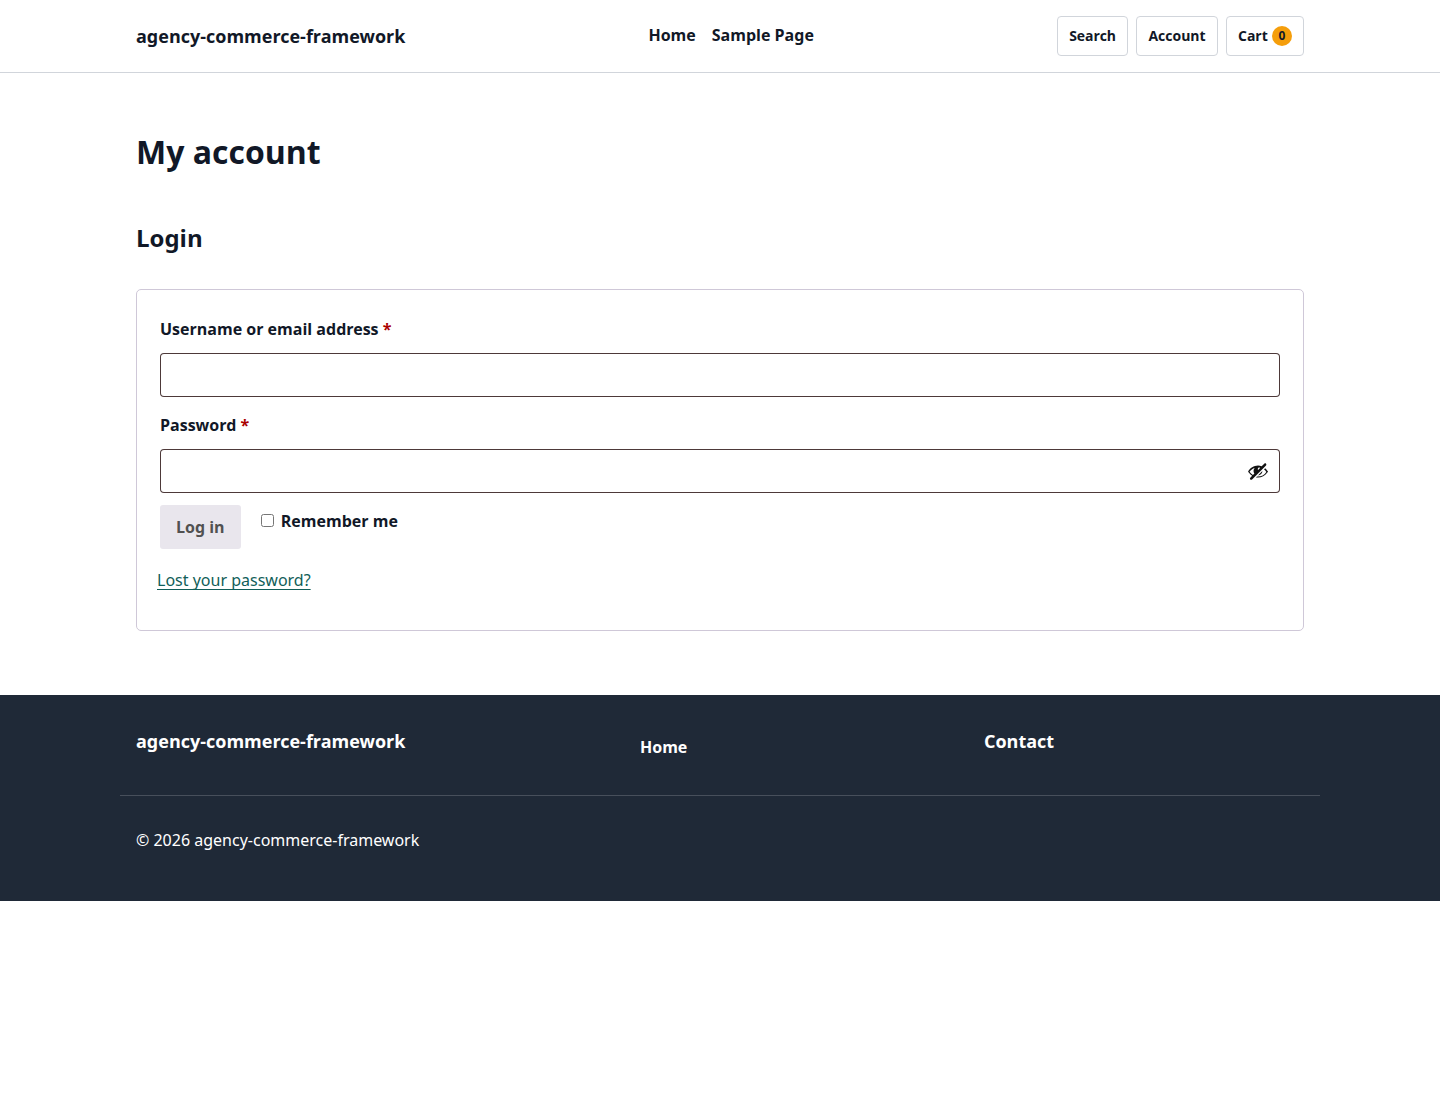 agency-commerce-framework
Home Sample Page
Search Account Cart 0
My account
Login
Username or email address *
Password *
Log in Remember me
Lost your password?
agency-commerce-framework
Home
Contact
© 2026 agency-commerce-framework